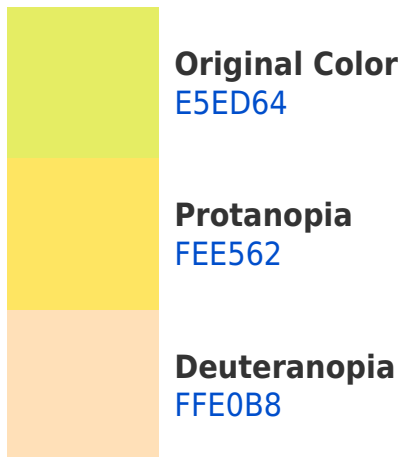 Original Color
E5ED64
Protanopia
FEE562
Deuteranopia
FFE0B8